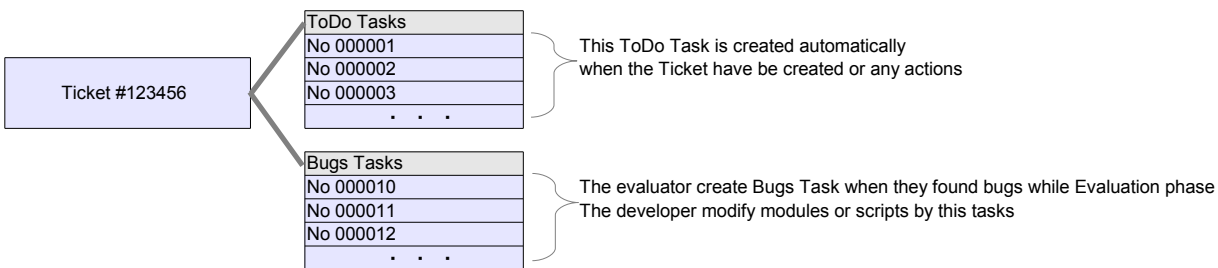 Ticket #123456
ToDo Tasks
No 000001
No 000002
No 000003
. . .
This ToDo Task is created automatically
when the Ticket have be created or any actions
Bugs Tasks
No 000010
No 000011
No 000012
. . .
The evaluator create Bugs Task when they found bugs while Evaluation phase
The developer modify modules or scripts by this tasks